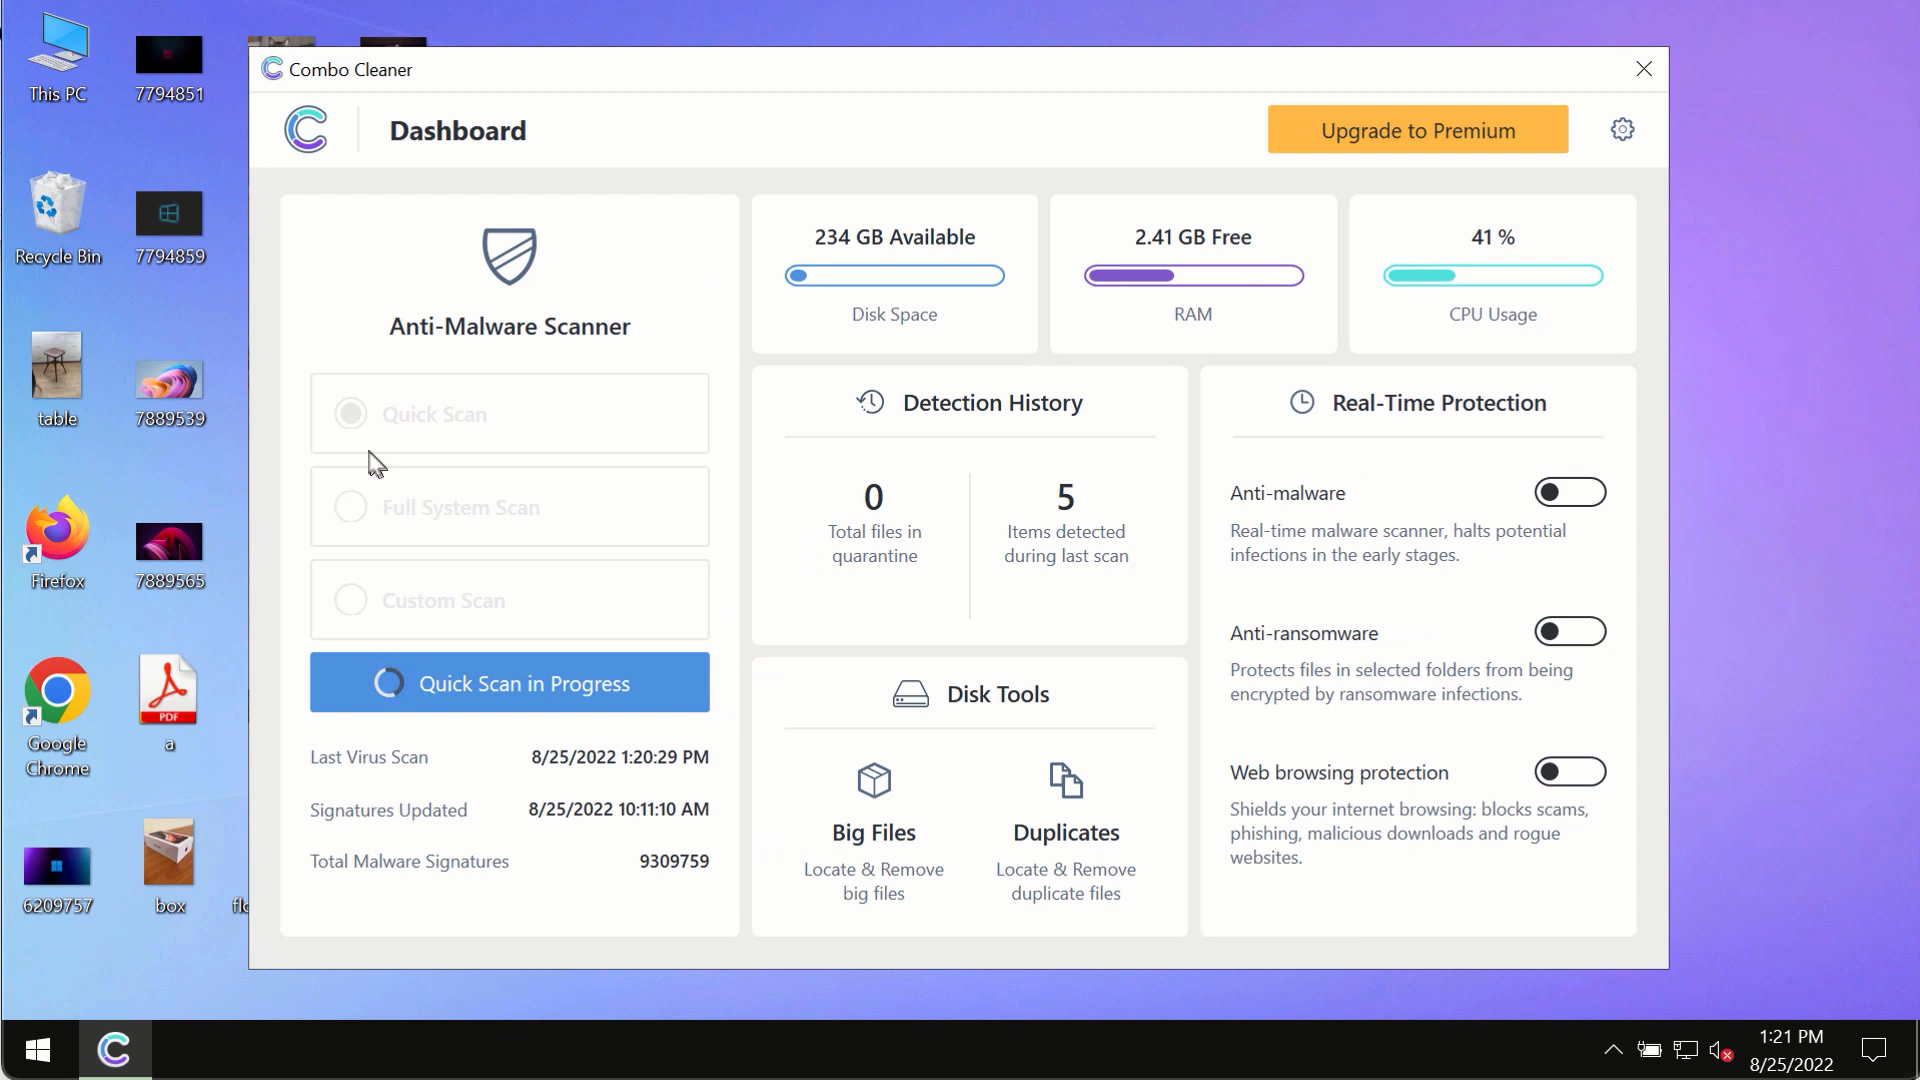 This PC
7794851
Recycle Bin
7794859
table
7889539
Firefox
7889565
Google
Chrome
PDF
a
6209757
box
Combo Cleaner
Dashboard
Upgrade to Premium
Anti-Malware Scanner
Quick Scan
Full System Scan
Custom Scan
Quick Scan in Progress
Last Virus Scan 8/25/2022 1:20:29 PM
Signatures Updated 8/25/2022 10:11:10 AM
Total Malware Signatures 9309759
234 GB Available
Disk Space
2.41 GB Free
RAM
41 %
CPU Usage
Detection History
0
Total files in
quarantine
5
Items detected
during last scan
Disk Tools
Big Files
Locate & Remove
big files
Duplicates
Locate & Remove
duplicate files
Real-Time Protection
Anti-malware
Real-time malware scanner, halts potential
infections in the early stages.
Anti-ransomware
Protects files in selected folders from being
encrypted by ransomware infections.
Web browsing protection
Shields your internet browsing: blocks scams,
phishing, malicious downloads and rogue
websites.
1:21 PM
8/25/2022